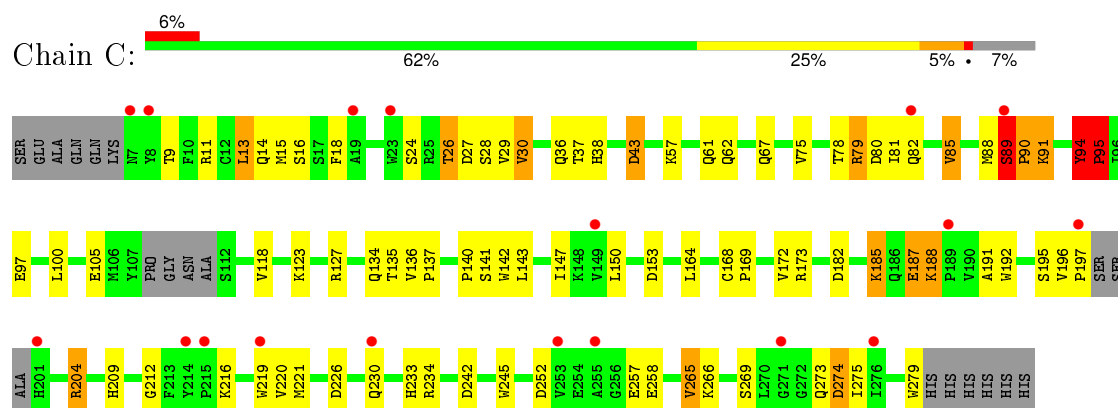 6%
Chain C:
62% 25% 5% • 7%
SER GLU ALA GLN GLN LYS N7 Y8 T9 F10 R11 C12 L13 Q14 M15 S16 S17 F18 A19 W23 S24 R25 T26 D27 S28 V29 V30 Q36 T37 H38 D43 K57 Q61 Q62 Q67 V75 T78 R79 D80 I81 Q82 V85 M88 S89 P90 K91 Y94 P95 I96
E97 L100 E105 M106 Y107 PRO GLY ASN ALA S112 V118 K123 R127 Q134 T135 V136 P137 P140 S141 W142 L143 I147 K148 V149 L150 D153 L164 C168 P169 V172 R173 D182 K185 Q186 E187 K188 P189 V190 A191 W192 S195 V196 P197 SER SER
ALA H201 R204 H209 G212 F213 Y214 P215 K216 W219 V220 M221 D226 Q230 H233 R234 D242 W245 D252 V253 E254 A255 G256 E257 E258 V265 K266 S269 L270 G271 G272 Q273 D274 I275 I276 W279 HIS HIS HIS HIS HIS HIS